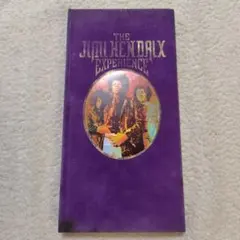 THE
JIMI HENDRIX
EXPERIENCE